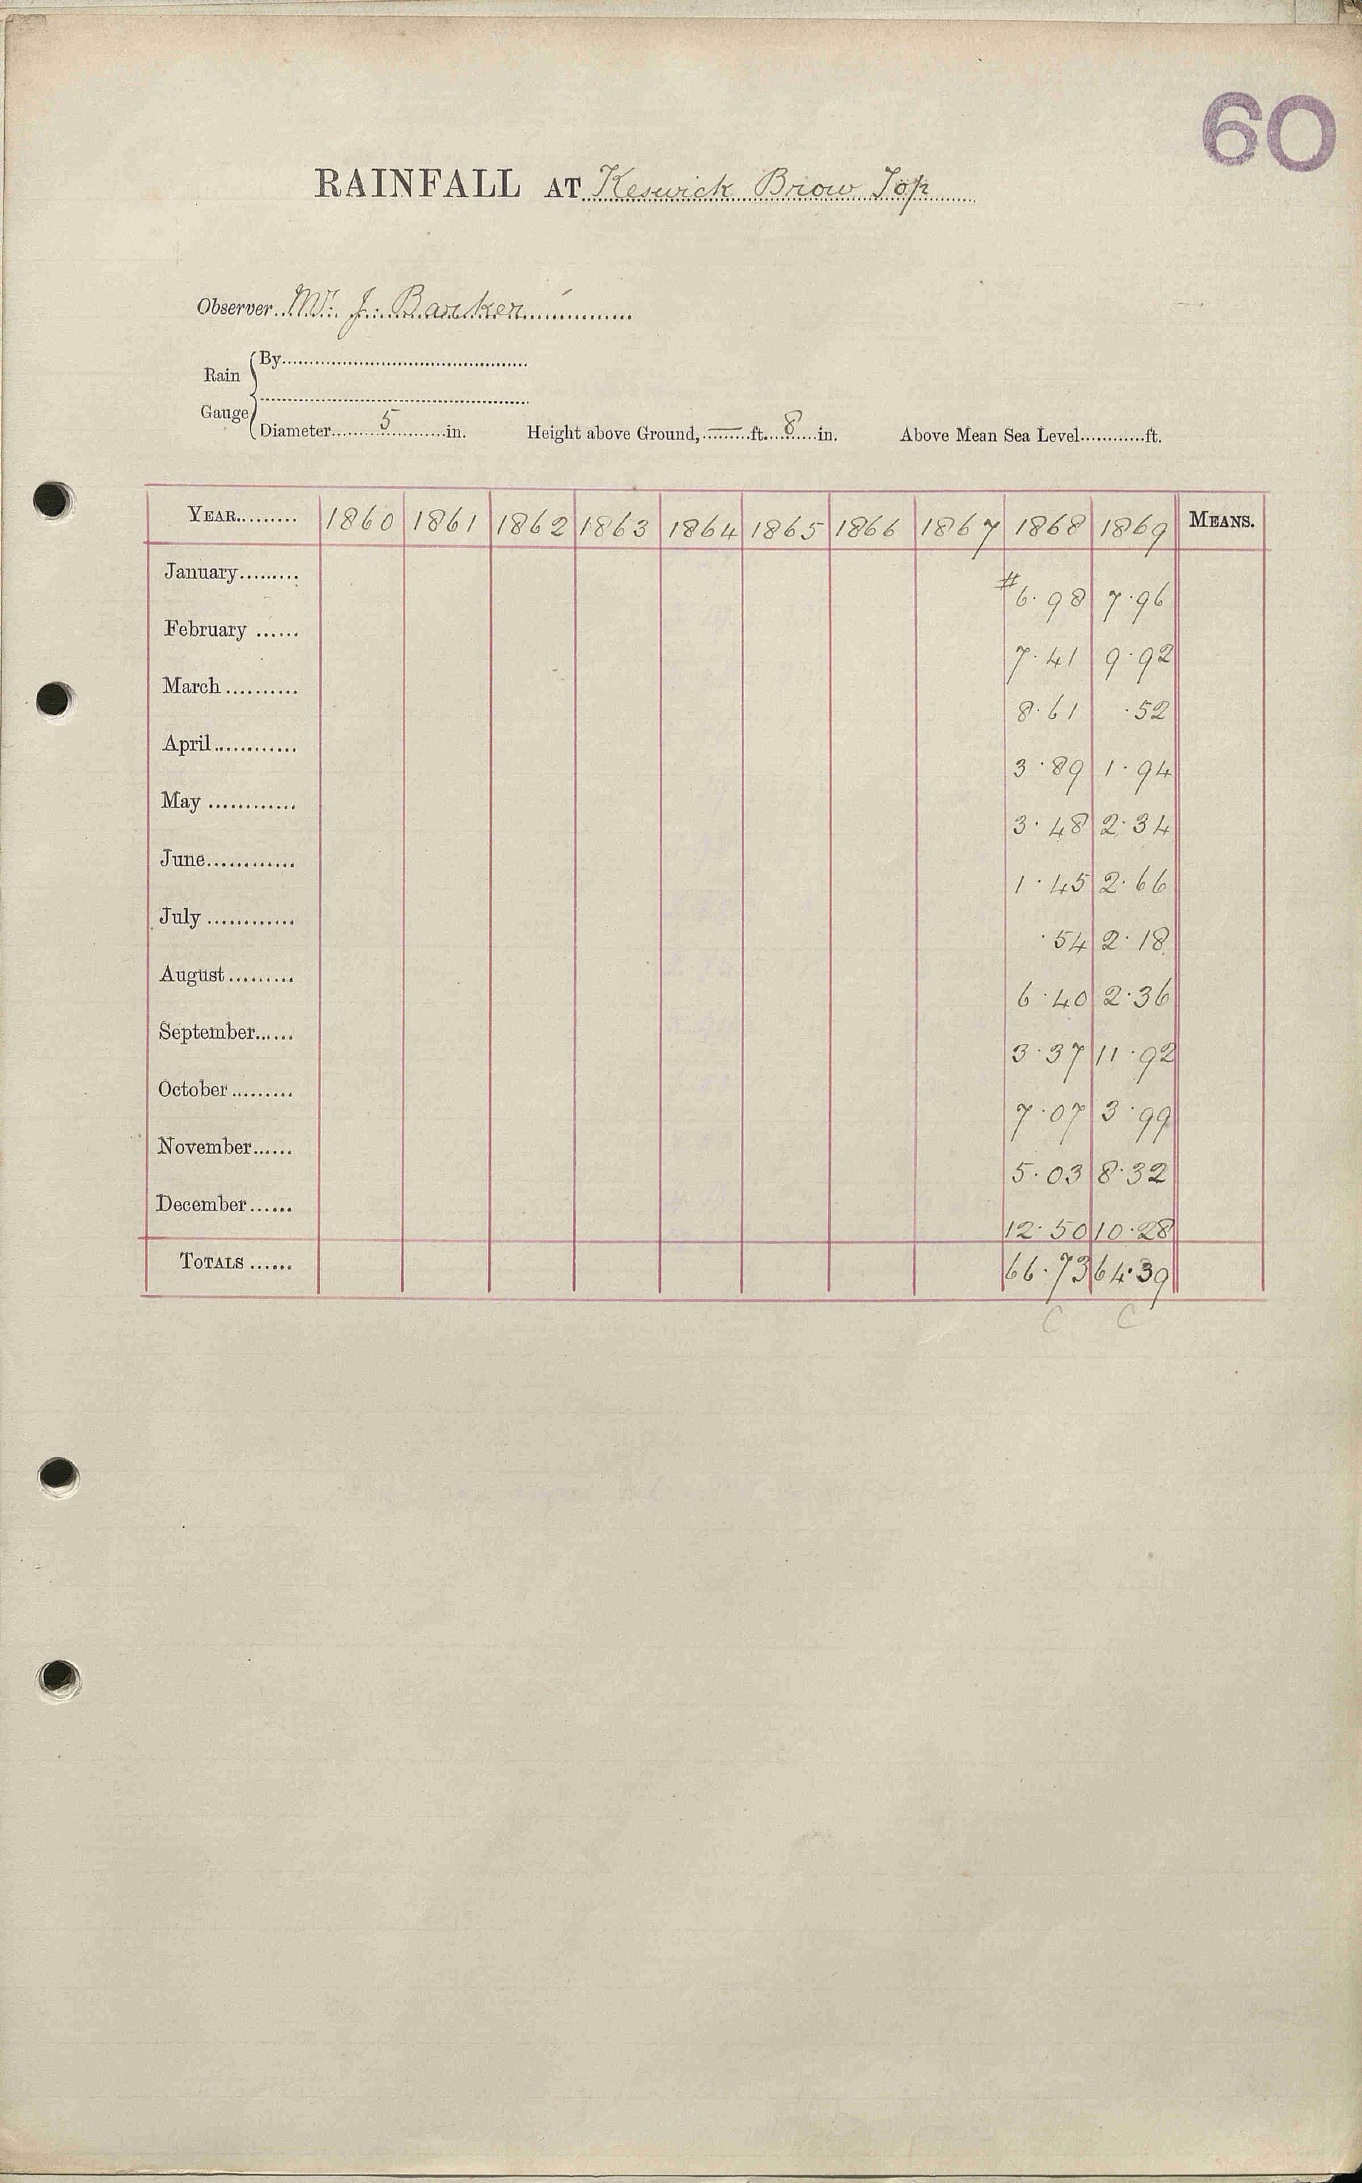 60
RAINFALL AT Keswick Brow Top
Observer Mr. J. Banker
Rain Gauge
By
Diameter 5 in. Height above Ground, — ft. 8 in. Above Mean Sea Level ft.
YEAR 1860 1861 1862 1863 1864 1865 1866 1867 1868 1869 MEANS.
January #6.98 7.96
February 7.41 9.92
March 8.61 .52
April 3.89 1.94
May 3.48 2.34
June 1.45 2.66
July .54 2.18
August 6.40 2.36
September 3.37 11.92
October 7.07 3.99
November 5.03 8.32
December 12.50 10.28
TOTALS 66.73 64.39
C C